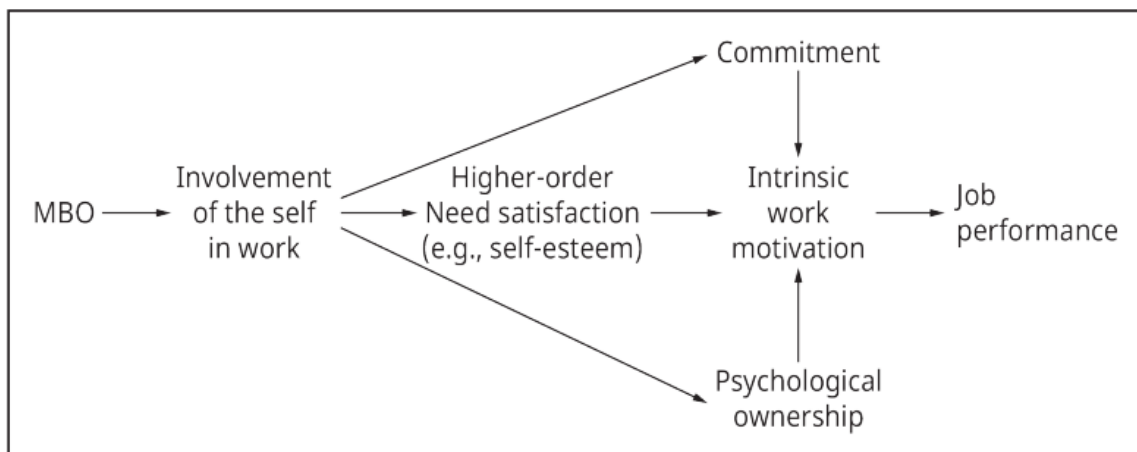 Commitment
MBO
Involvement
of the self
in work
Higher-order
Need satisfaction
(e.g., self-esteem)
Intrinsic
work
motivation
Job
performance
Psychological
ownership